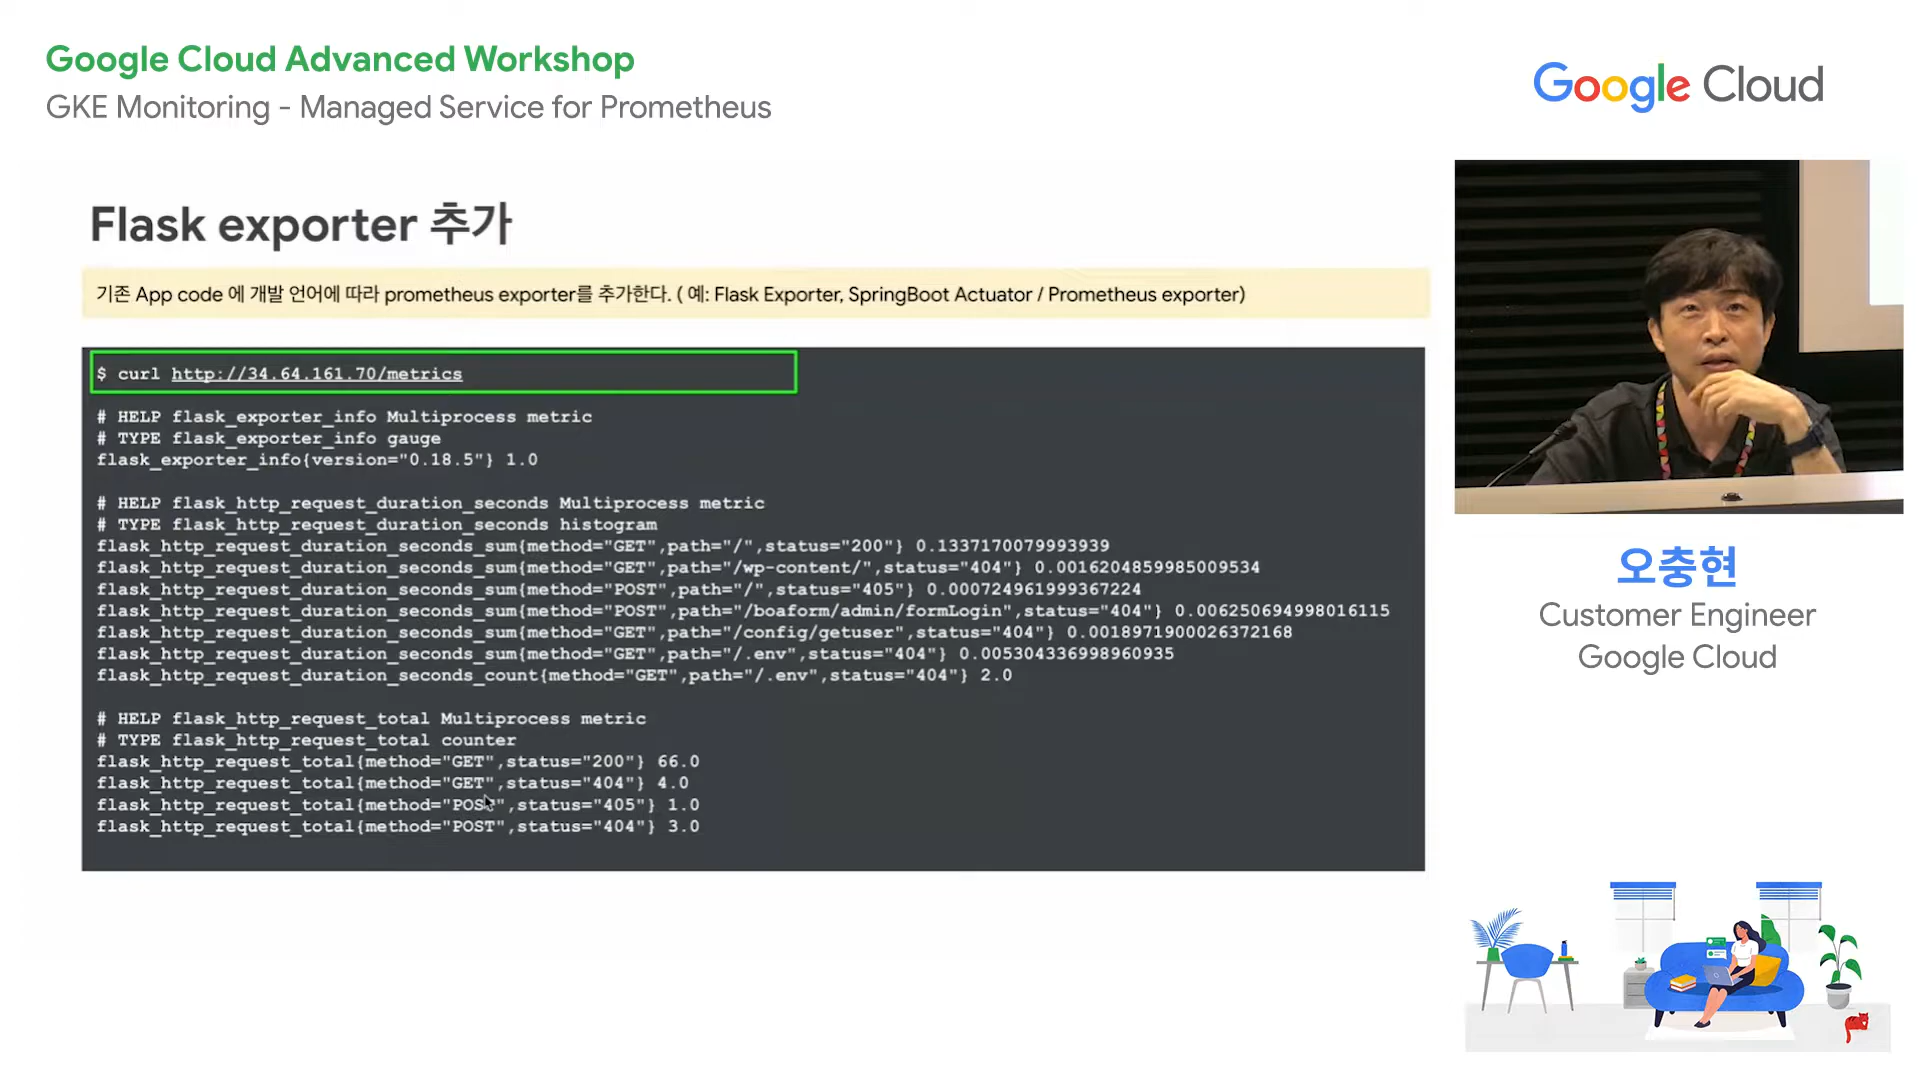 Google Cloud Advanced Workshop
GKE Monitoring - Managed Service for Prometheus
Google Cloud
Flask exporter 추가
기존 App code 에 개발 언어에 따라 prometheus exporter를 추가한다. ( 예: Flask Exporter, SpringBoot Actuator / Prometheus exporter)
$ curl http://34.64.161.70/metrics
# HELP flask_exporter_info Multiprocess metric
# TYPE flask_exporter_info gauge
flask_exporter_info{version="0.18.5"} 1.0
# HELP flask_http_request_duration_seconds Multiprocess metric
# TYPE flask_http_request_duration_seconds histogram
flask_http_request_duration_seconds_sum{method="GET",path="/",status="200"} 0.1337170079993939
flask_http_request_duration_seconds_sum{method="GET",path="/wp-content/",status="404"} 0.0016204859985009534
flask_http_request_duration_seconds_sum{method="POST",path="/",status="405"} 0.000724961999367224
flask_http_request_duration_seconds_sum{method="POST",path="/boaform/admin/formLogin",status="404"} 0.006250694998016115
flask_http_request_duration_seconds_sum{method="GET",path="/config/getuser",status="404"} 0.0018971900026372168
flask_http_request_duration_seconds_sum{method="GET",path="/.env",status="404"} 0.005304336998960935
flask_http_request_duration_seconds_count{method="GET",path="/.env",status="404"} 2.0
# HELP flask_http_request_total Multiprocess metric
# TYPE flask_http_request_total counter
flask_http_request_total{method="GET",status="200"} 66.0
flask_http_request_total{method="GET",status="404"} 4.0
flask_http_request_total{method="POST",status="405"} 1.0
flask_http_request_total{method="POST",status="404"} 3.0
오충현
Customer Engineer
Google Cloud